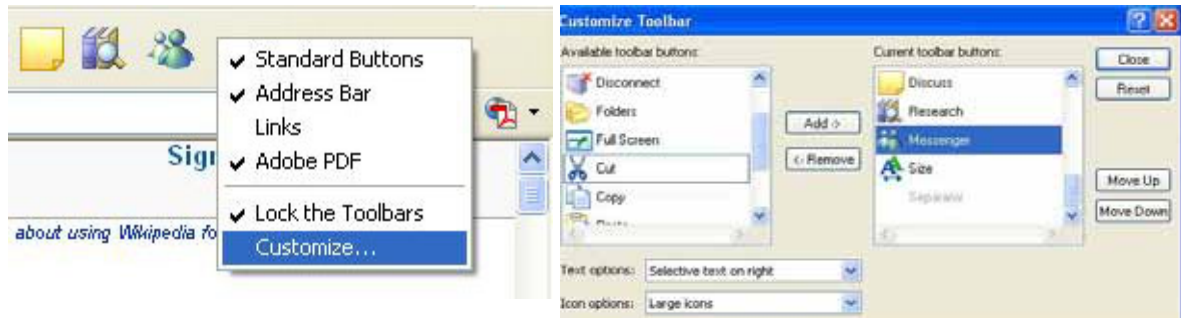 Standard Buttons
Address Bar
Links
Adobe PDF
Lock the Toolbars
Customize...
Sign
about using Wikipedia fo
Customize Toolbar
Available toolbar buttons:
Current toolbar buttons:
Disconnect
Folders
Full Screen
Cut
Copy
Paste
Add ->
<- Remove
Discuss
Research
Messenger
Size
Separator
Close
Reset
Move Up
Move Down
Text options: Selective text on right
Icon options: Large icons